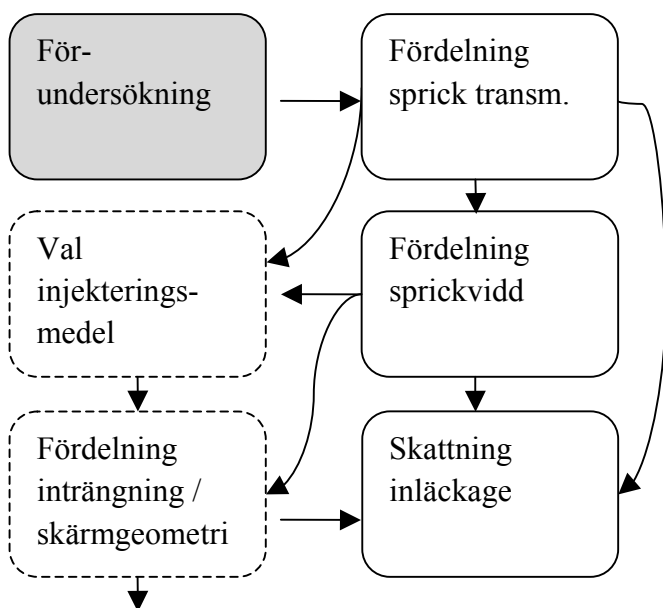 För-
undersökning
Fördelning
sprick transm.
Val
injekterings-
medel
Fördelning
sprickvidd
Fördelning
inträngning /
skärmgeometri
Skattning
inläckage